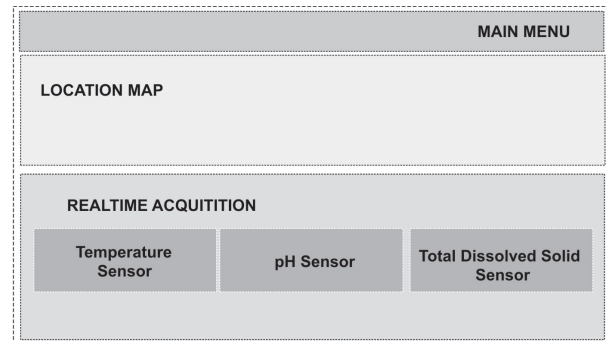 MAIN MENU
LOCATION MAP
REALTIME ACQUITITION
Temperature
Sensor
pH Sensor
Total Dissolved Solid
Sensor